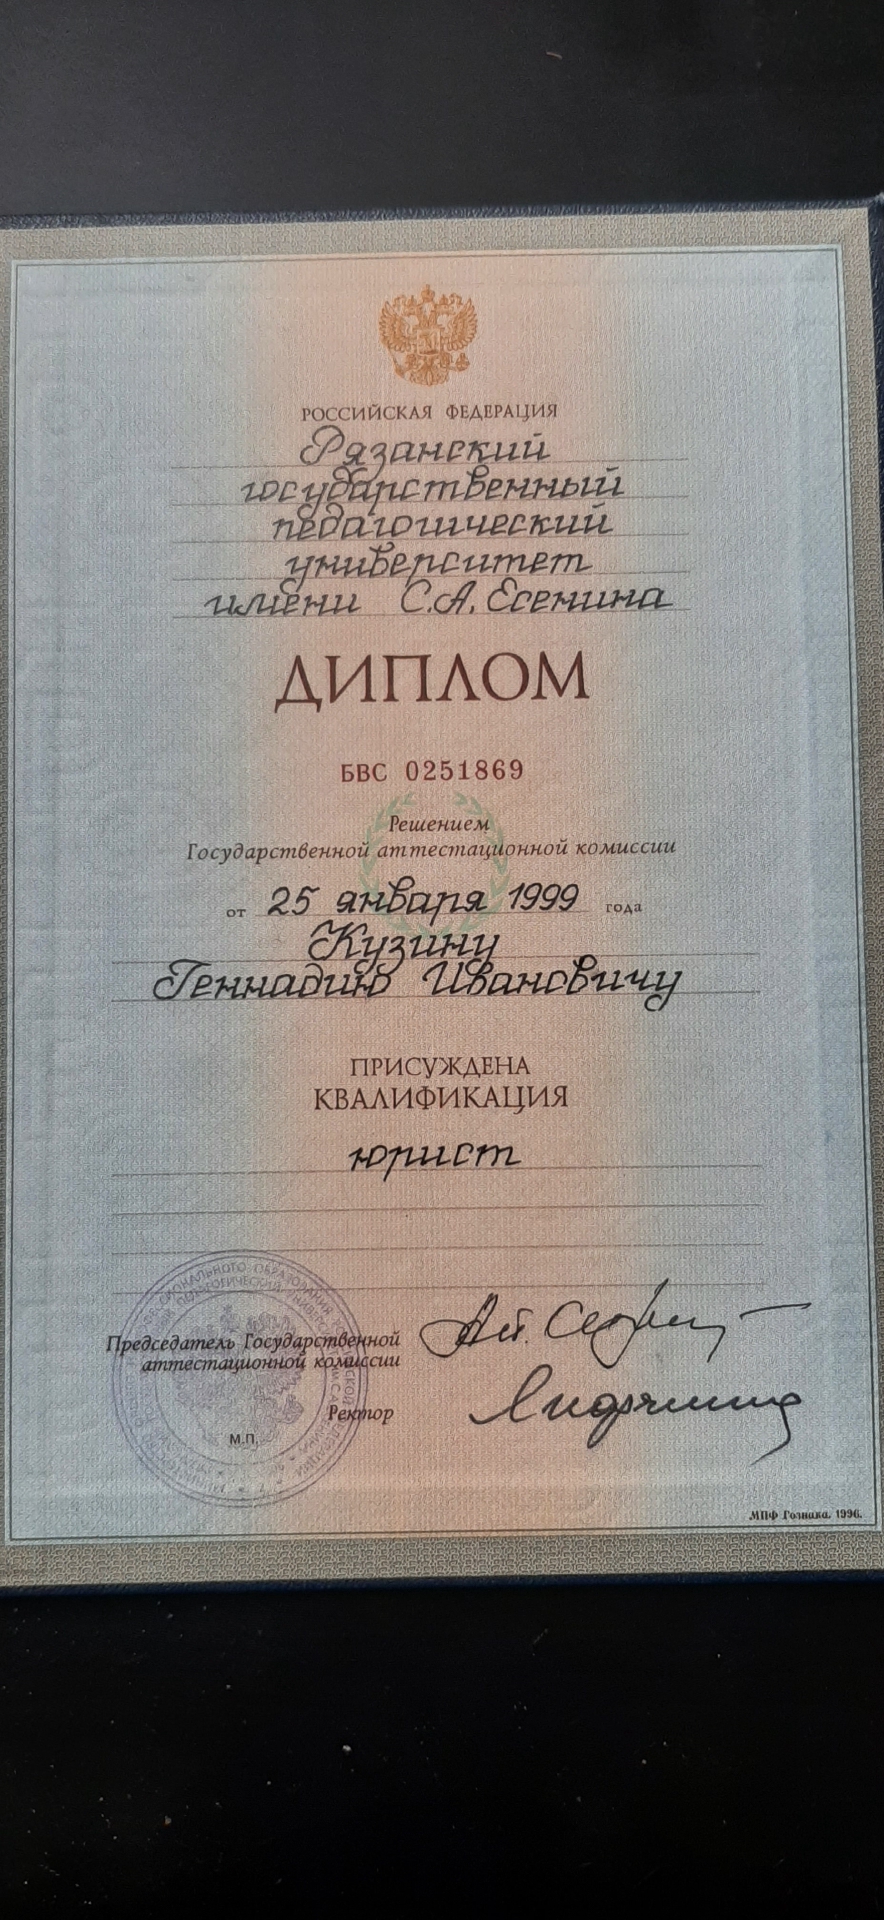 РОССИЙСКАЯ ФЕДЕРАЦИЯ
Рязанский
государственный
педагогический
университет
имени С.А. Есенина
ДИПЛОМ
БВС 0251869
Решением
Государственной аттестационной комиссии
от 25 января 1999 года
Кузину
Геннадию Ивановичу
ПРИСУЖДЕНА
КВАЛИФИКАЦИЯ
юрист
Председатель Государственной
аттестационной комиссии
Ректор
М.П.
МПФ Гознака. 1996.